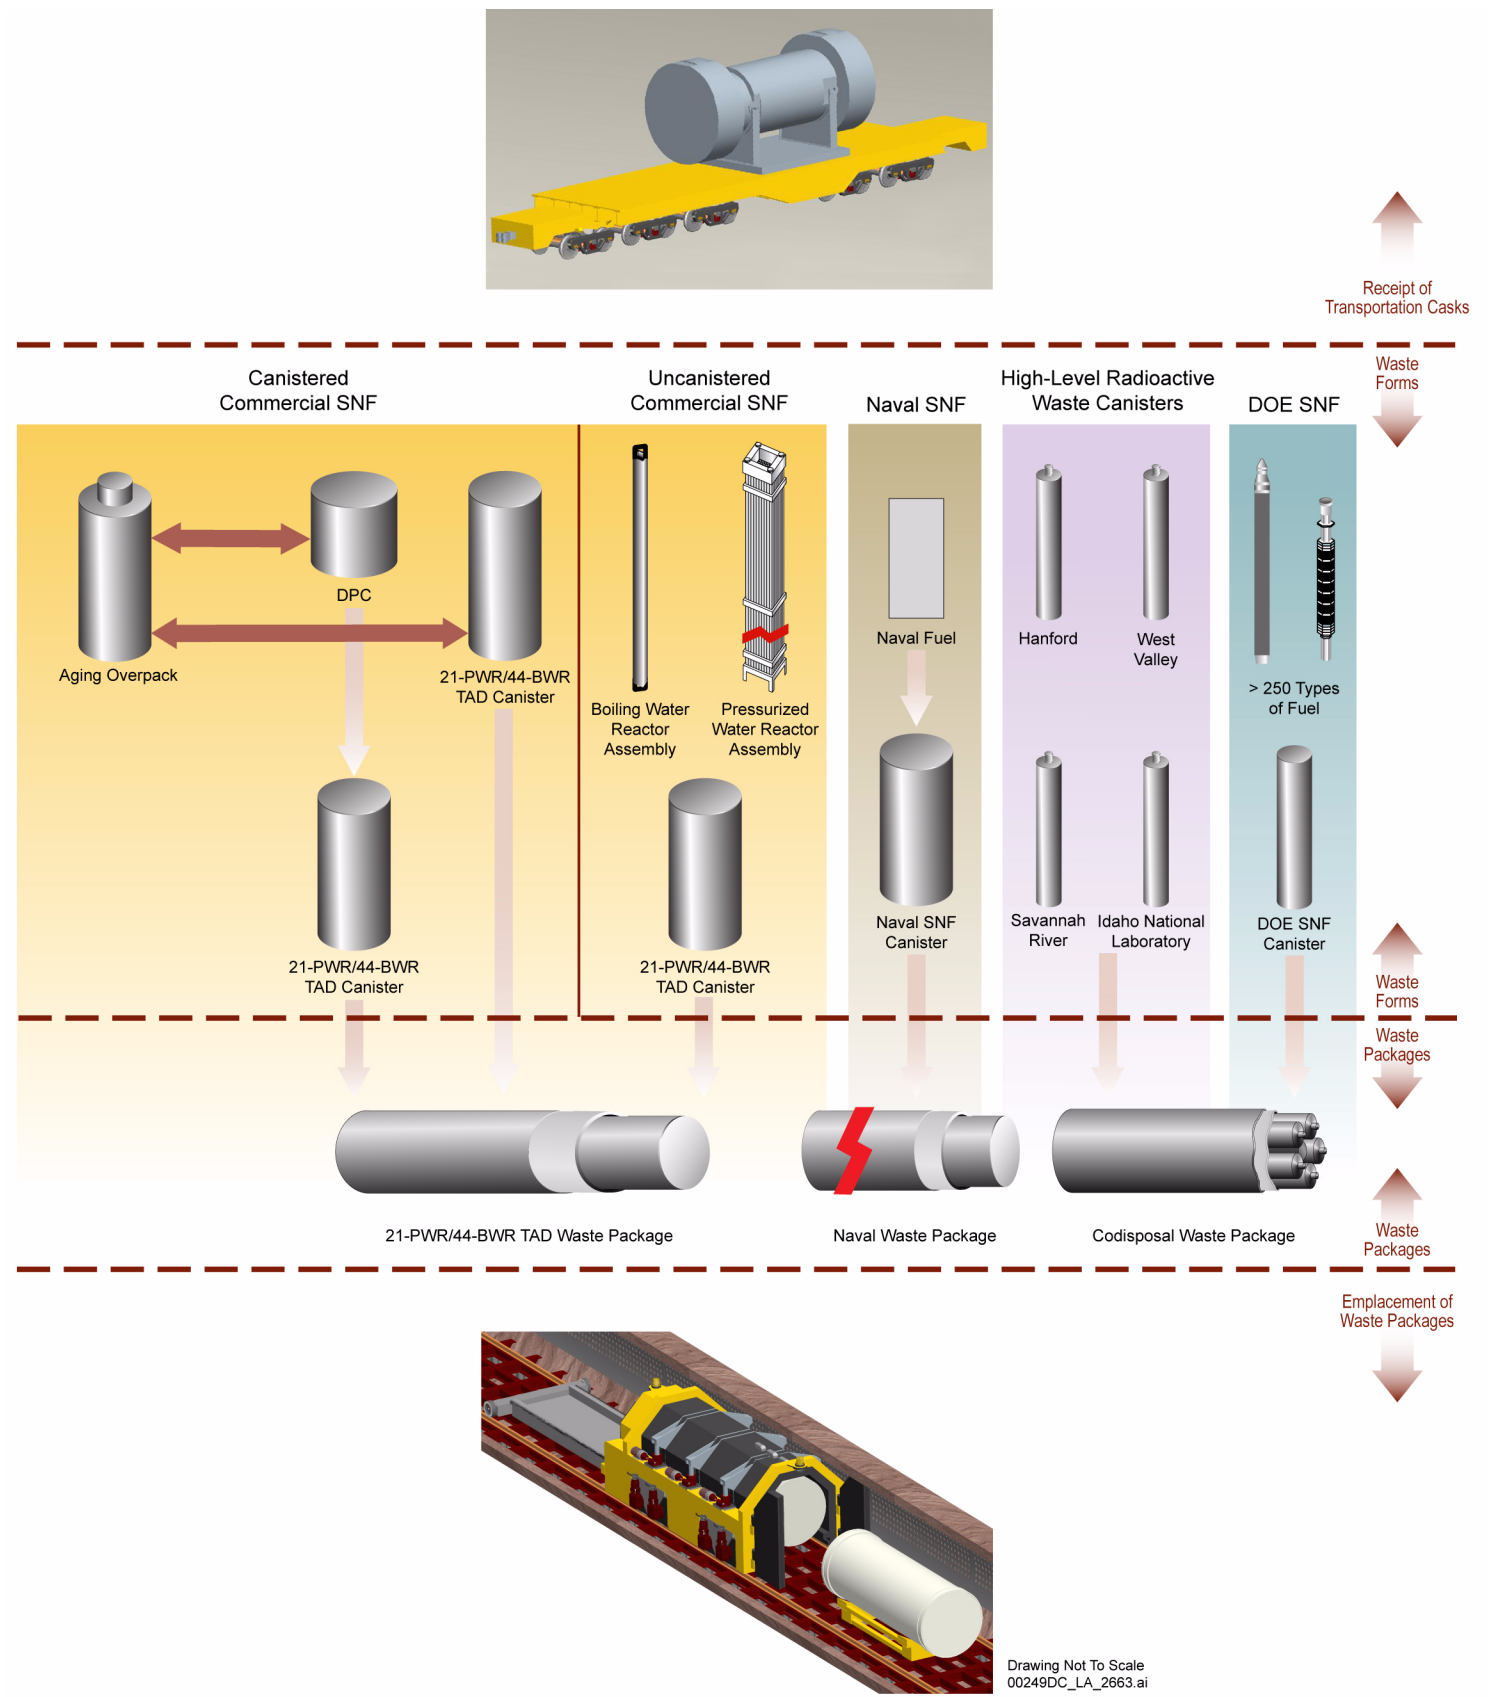 Receipt of
Transportation Casks
Waste
Forms
Canistered
Commercial SNF
Uncanistered
Commercial SNF
Naval SNF
High-Level Radioactive
Waste Canisters
DOE SNF
DPC
Aging Overpack
21-PWR/44-BWR
TAD Canister
21-PWR/44-BWR
TAD Canister
Boiling Water
Reactor
Assembly
Pressurized
Water Reactor
Assembly
21-PWR/44-BWR
TAD Canister
Naval Fuel
Naval SNF
Canister
Hanford
West
Valley
Savannah
River
Idaho National
Laboratory
> 250 Types
of Fuel
DOE SNF
Canister
Waste
Forms
Waste
Packages
21-PWR/44-BWR TAD Waste Package
Naval Waste Package
Codisposal Waste Package
Waste
Packages
Emplacement of
Waste Packages
Drawing Not To Scale
00249DC_LA_2663.ai